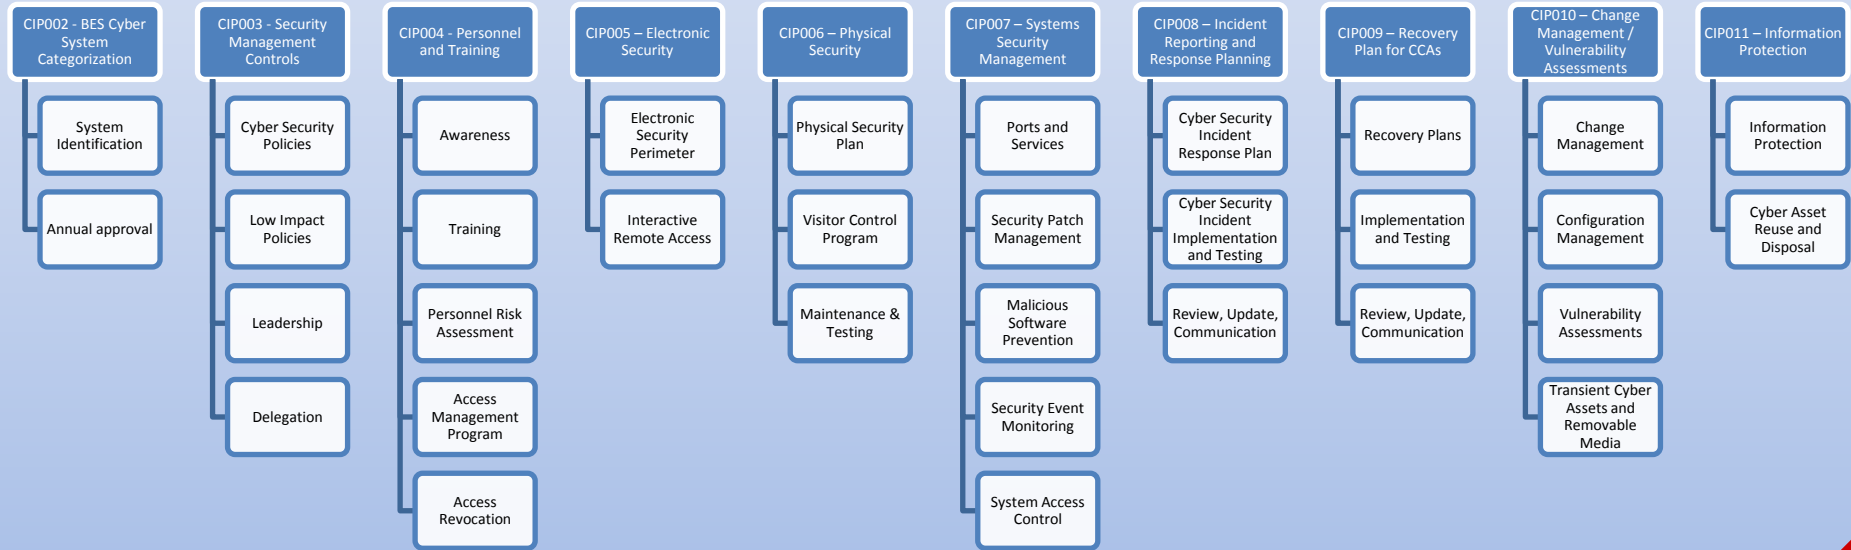 CIP002 - BES Cyber
System
Categorization
System
Identification
Annual approval
CIP003 - Security
Management
Controls
Cyber Security
Policies
Low Impact
Policies
Leadership
Delegation
CIP004 - Personnel
and Training
Awareness
Training
Personnel Risk
Assessment
Access
Management
Program
Access
Revocation
CIP005 – Electronic
Security
Electronic
Security
Perimeter
Interactive
Remote Access
CIP006 – Physical
Security
Physical Security
Plan
Visitor Control
Program
Maintenance &
Testing
CIP007 – Systems
Security
Management
Ports and
Services
Security Patch
Management
Malicious
Software
Prevention
Security Event
Monitoring
System Access
Control
CIP008 – Incident
Reporting and
Response Planning
Cyber Security
Incident
Response Plan
Cyber Security
Incident
Implementation
and Testing
Review, Update,
Communication
CIP009 – Recovery
Plan for CCAs
Recovery Plans
Implementation
and Testing
Review, Update,
Communication
CIP010 – Change
Management /
Vulnerability
Assessments
Change
Management
Configuration
Management
Vulnerability
Assessments
Transient Cyber
Assets and
Removable
Media
CIP011 – Information
Protection
Information
Protection
Cyber Asset
Reuse and
Disposal